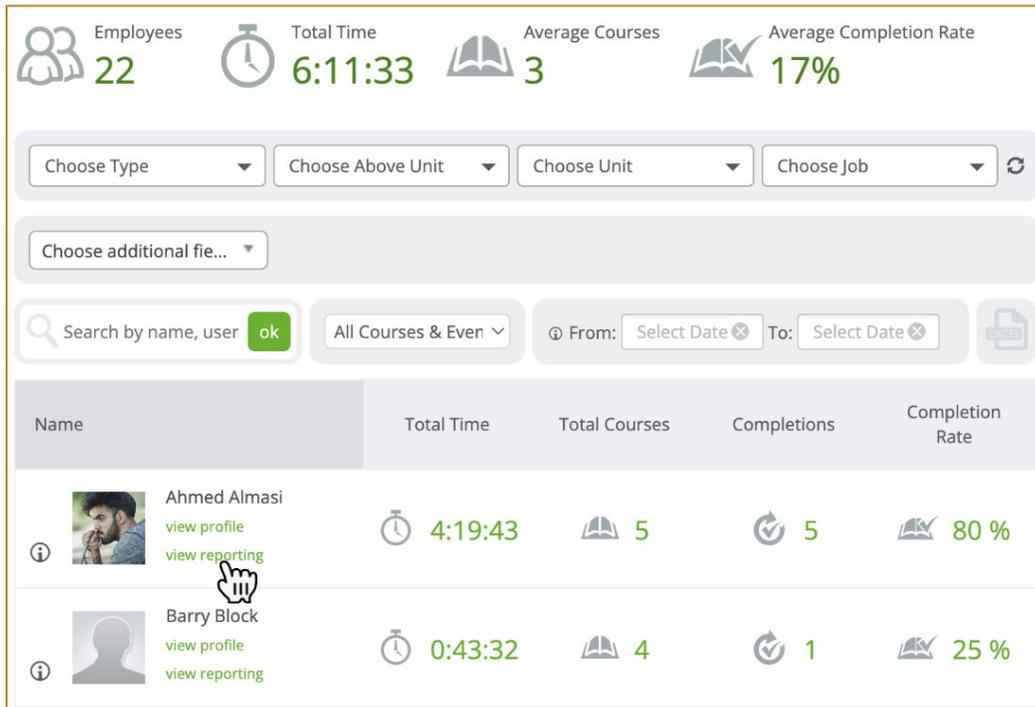 Employees
22
Total Time
6:11:33
Average Courses
3
Average Completion Rate
17%
Choose Type
Choose Above Unit
Choose Unit
Choose Job
Choose additional fie...
Search by name, user
ok
All Courses & Even
From:
Select Date
To:
Select Date
Name
Total Time
Total Courses
Completions
Completion
Rate
Ahmed Almasi
view profile
view reporting
4:19:43
5
5
80 %
Barry Block
view profile
view reporting
0:43:32
4
1
25 %